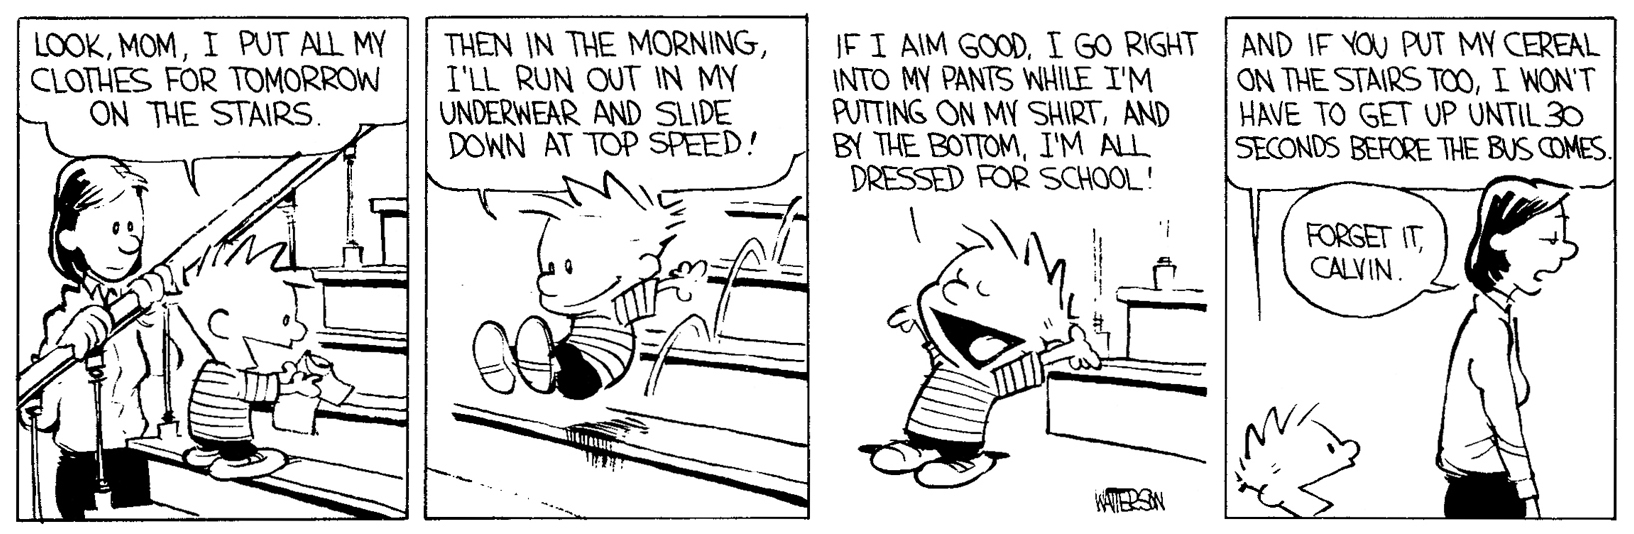 LOOK, MOM, I PUT ALL MY
CLOTHES FOR TOMORROW
ON THE STAIRS.
THEN IN THE MORNING,
I'LL RUN OUT IN MY
UNDERWEAR AND SLIDE
DOWN AT TOP SPEED!
IF I AIM GOOD, I GO RIGHT
INTO MY PANTS WHILE I'M
PUTTING ON MY SHIRT, AND
BY THE BOTTOM, I'M ALL
DRESSED FOR SCHOOL!
WATTERSON
AND IF YOU PUT MY CEREAL
ON THE STAIRS TOO, I WON'T
HAVE TO GET UP UNTIL 30
SECONDS BEFORE THE BUS COMES.
FORGET IT,
CALVIN.